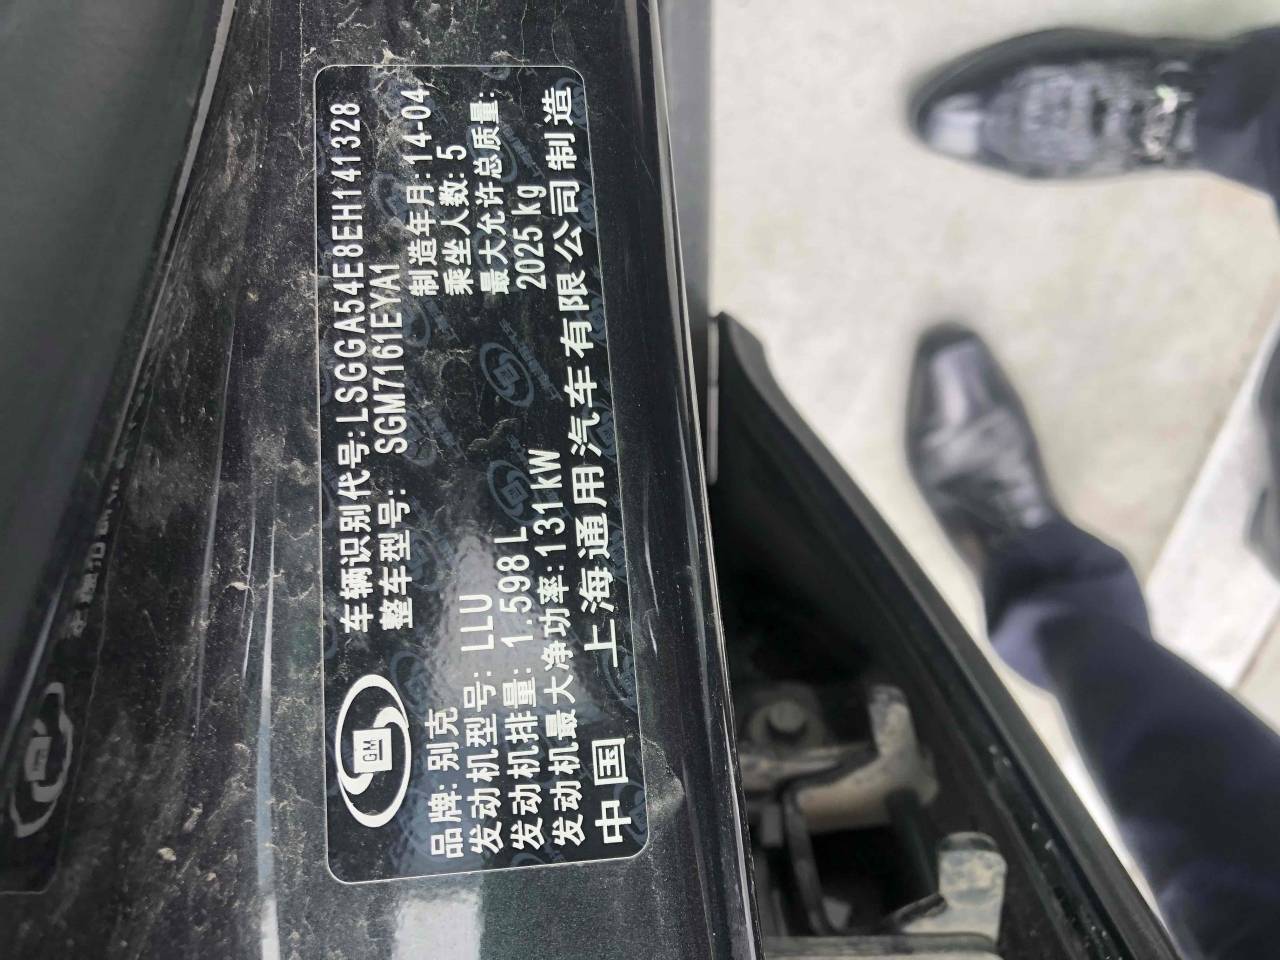 车辆识别代号:LSGGA54E8EH141328
整车型号: SGM7161EYA1
GM
品牌: 别克 制造年月:14-04
发动机型号: LLU 乘坐人数: 5
发动机排量: 1.598 L 最大允许总质量:
发动机最大净功率:131kW 2025 kg
中国 上海通用汽车有限公司制造